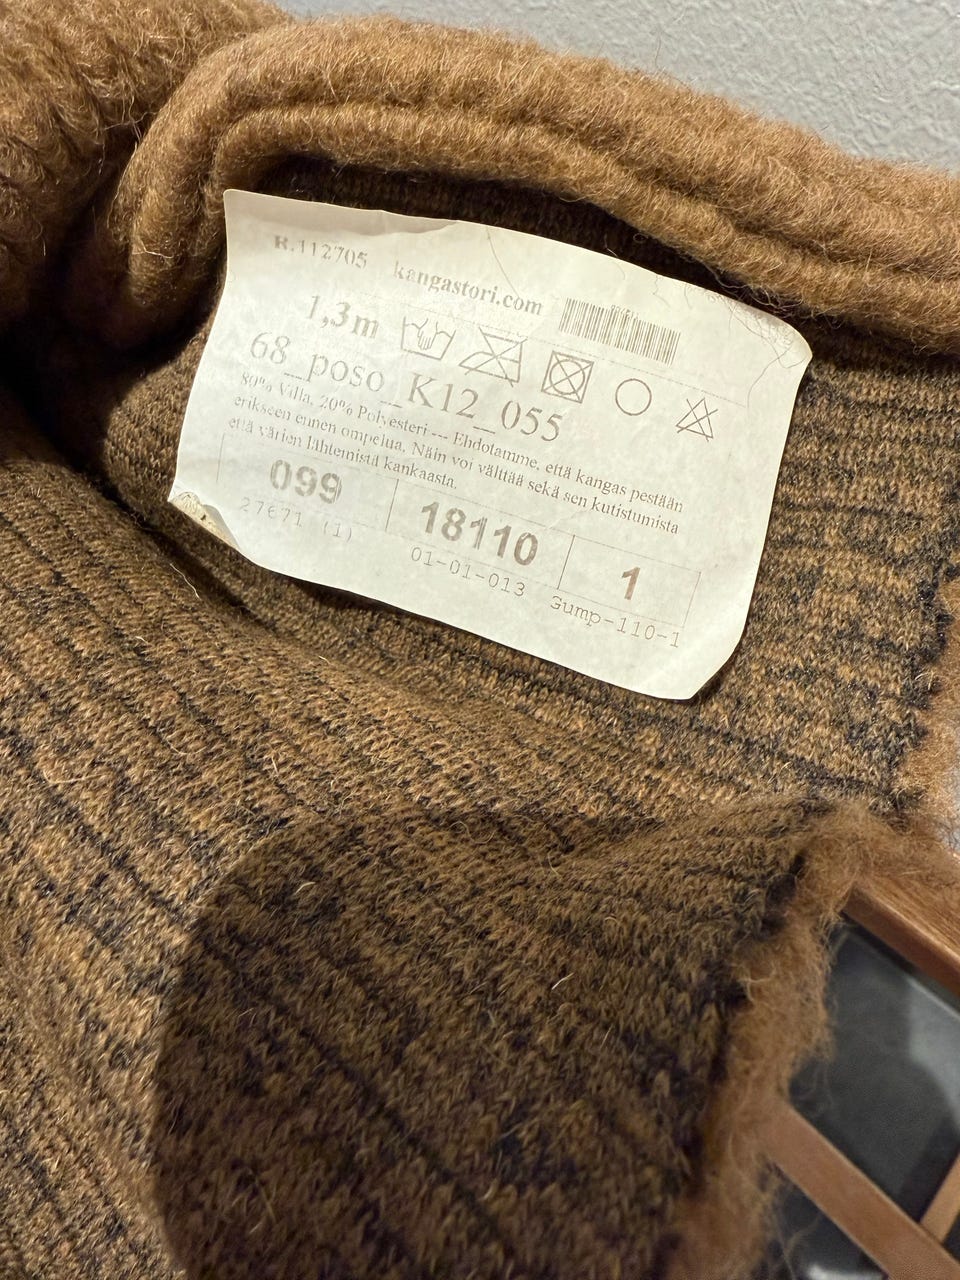 R.112705 kangastori.com
1,3m
68_poso_K12_055
80% Villa, 20% Polyesteri --- Ehdotamme, että kangas pestään
erikseen ennen ompelua. Näin voi välttää sekä sen kutistumista
että värien lähtemistä kankaasta.
099 18110 1
27671 (1) 01-01-013 Gump-110-1